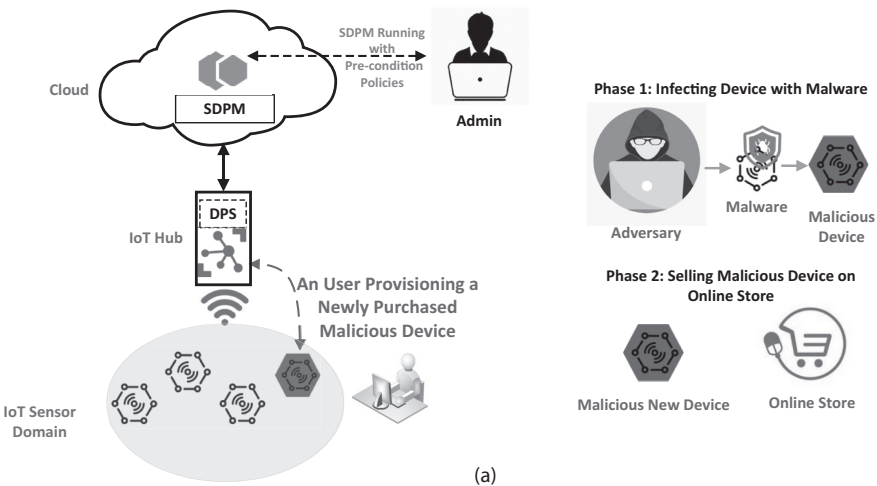 SDPM Running
with
Pre-condition
Policies
Cloud
SDPM
Admin
DPS
IoT Hub
An User Provisioning a
Newly Purchased
Malicious Device
IoT Sensor
Domain
Phase 1: Infecting Device with Malware
Adversary
Malware
Malicious
Device
Phase 2: Selling Malicious Device on
Online Store
Malicious New Device
Online Store
(a)